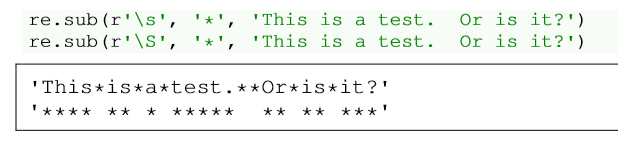 re.sub(r'\s', '*', 'This is a test.  Or is it?')
re.sub(r'\S', '*', 'This is a test.  Or is it?')
'This*is*a*test.**Or*is*it?'
'**** ** * *****  ** ** ***'